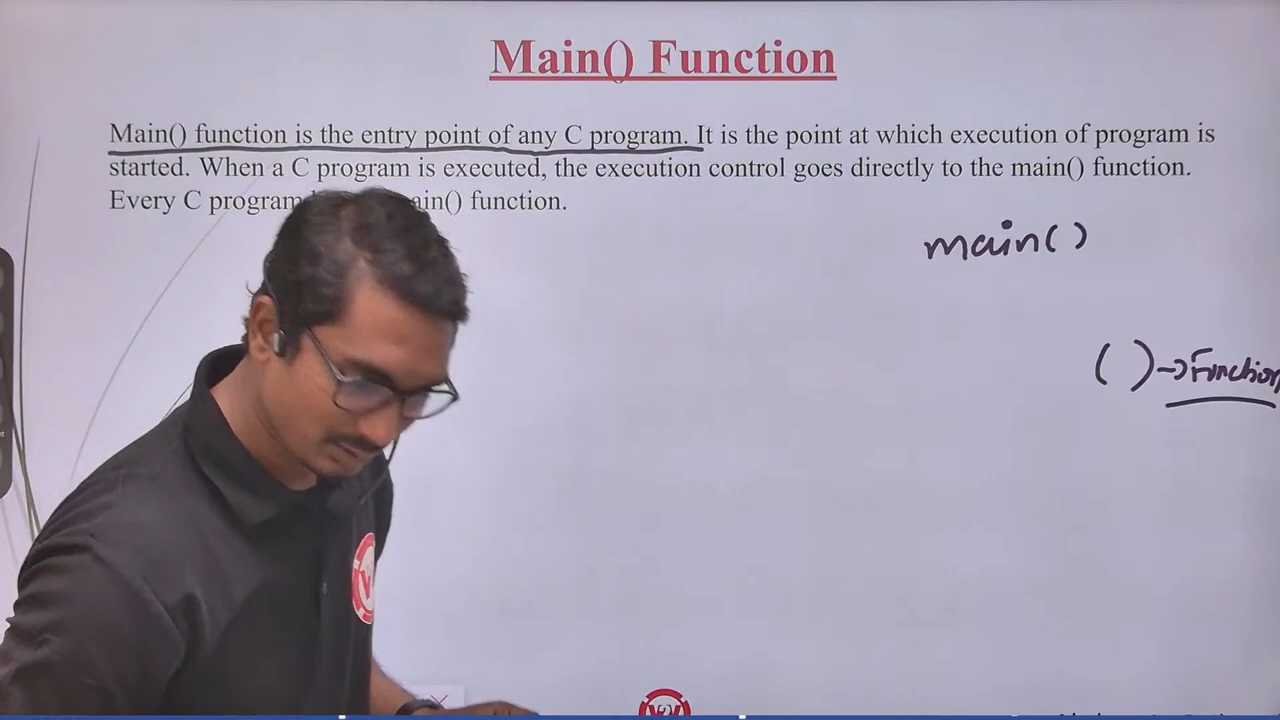 Main() Function
Main() function is the entry point of any C program. It is the point at which execution of program is
started. When a C program is executed, the execution control goes directly to the main() function.
Every C program ain() function.
main()
( )→Function